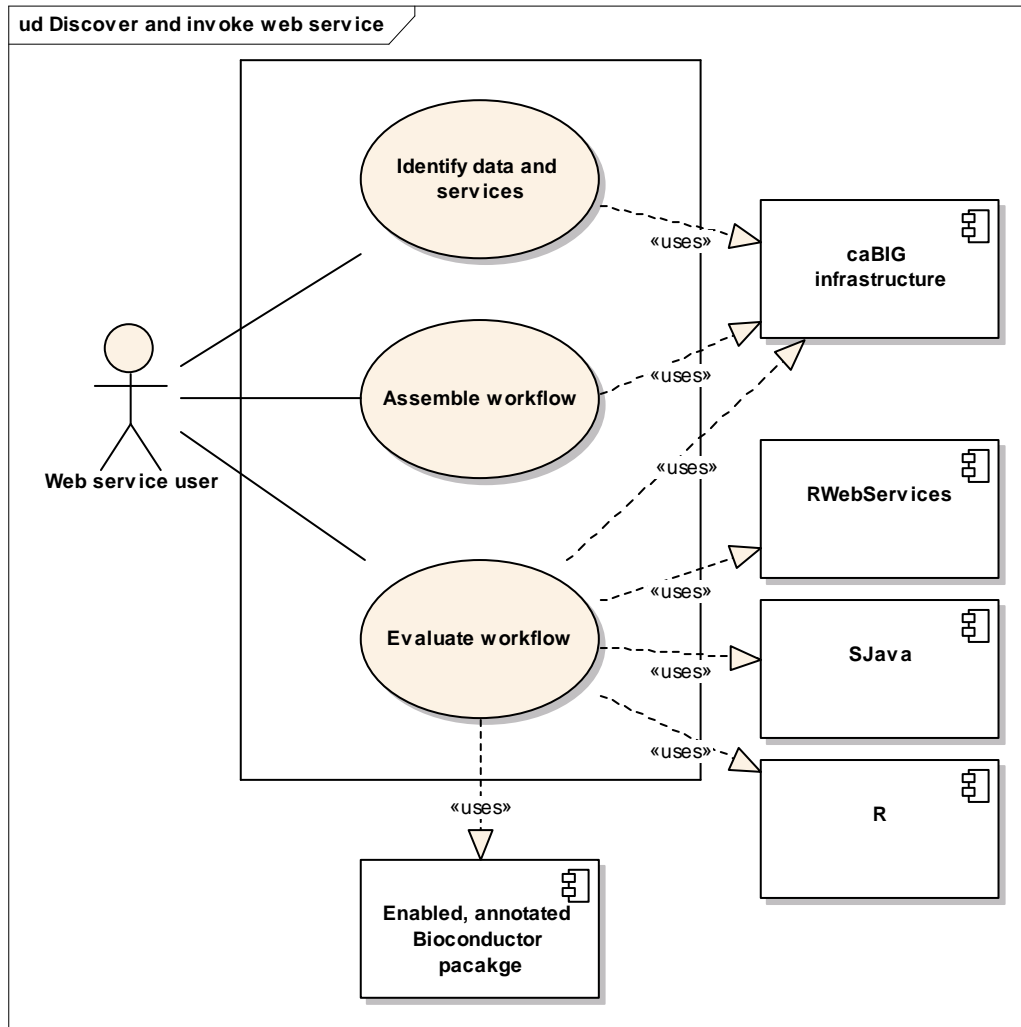 ud Discover and invoke web service
Identify data and
services
«uses»
caBIG
infrastructure
Assemble workflow
«uses»
«uses»
Web service user
RWebServices
«uses»
Evaluate workflow
SJava
«uses»
«uses»
R
«uses»
Enabled, annotated
Bioconductor
pacakge